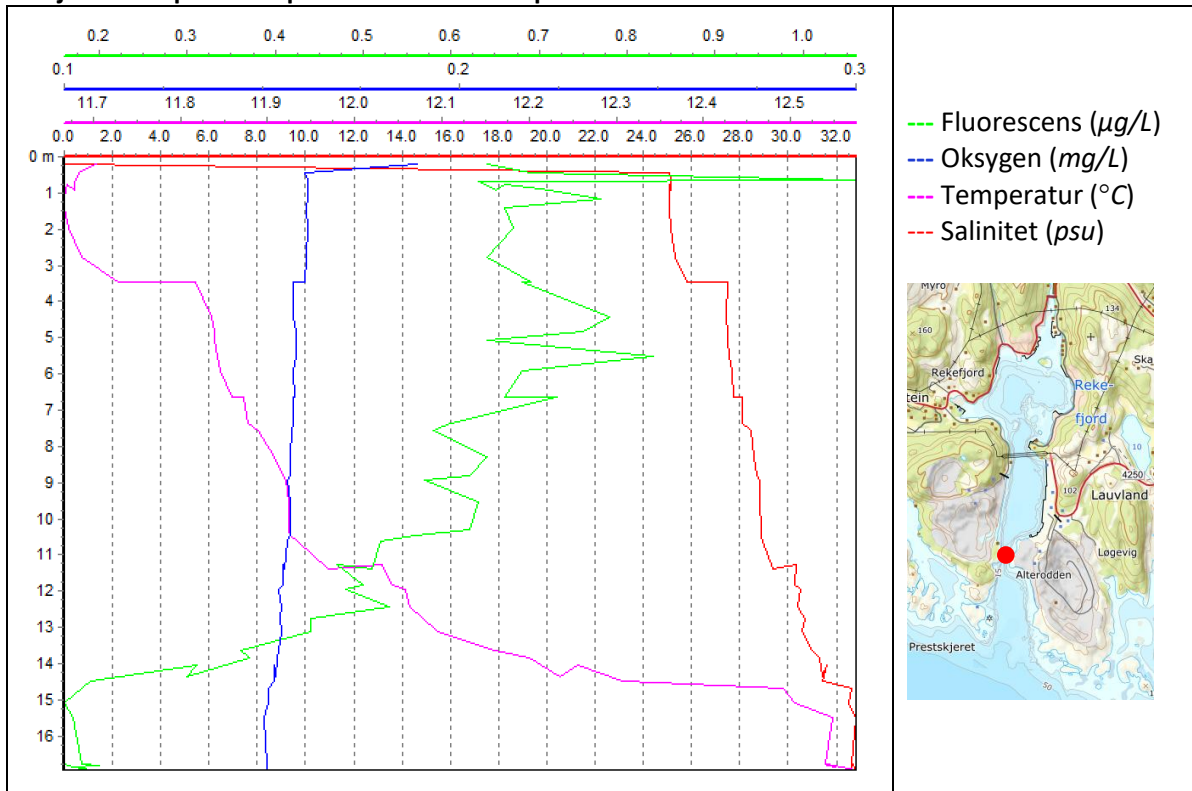 0.2 0.3 0.4 0.5 0.6 0.7 0.8 0.9 1.0
0.1 0.2 0.3
11.7 11.8 11.9 12.0 12.1 12.2 12.3 12.4 12.5
0.0 2.0 4.0 6.0 8.0 10.0 12.0 14.0 16.0 18.0 20.0 22.0 24.0 26.0 28.0 30.0 32.0
0 m
1
2
3
4
5
6
7
8
9
10
11
12
13
14
15
16
Fluorescens (µg/L)
Oksygen (mg/L)
Temperatur (°C)
Salinitet (psu)
Myro
134
160
Ska
Rekefjord
Reke-
fjord
tein
10
4250
102
Lauvland
Løgevig
Alterodden
Prestskjeret
50